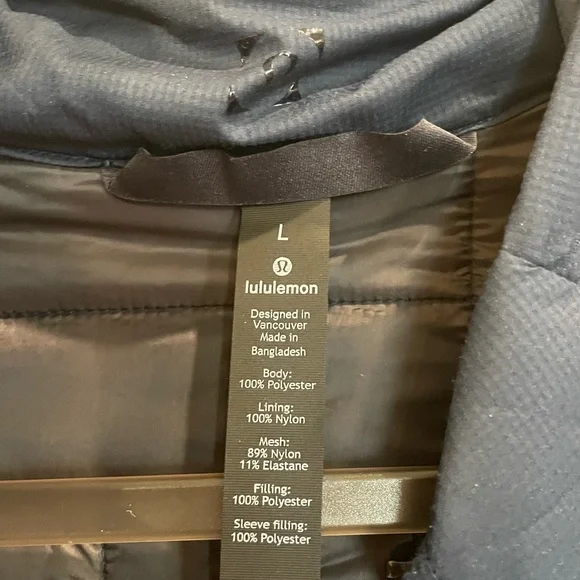 L
lululemon
Designed in
Vancouver
Made in
Bangladesh
Body:
100% Polyester
Lining:
100% Nylon
Mesh:
89% Nylon
11% Elastane
Filling:
100% Polyester
Sleeve filling:
100% Polyester